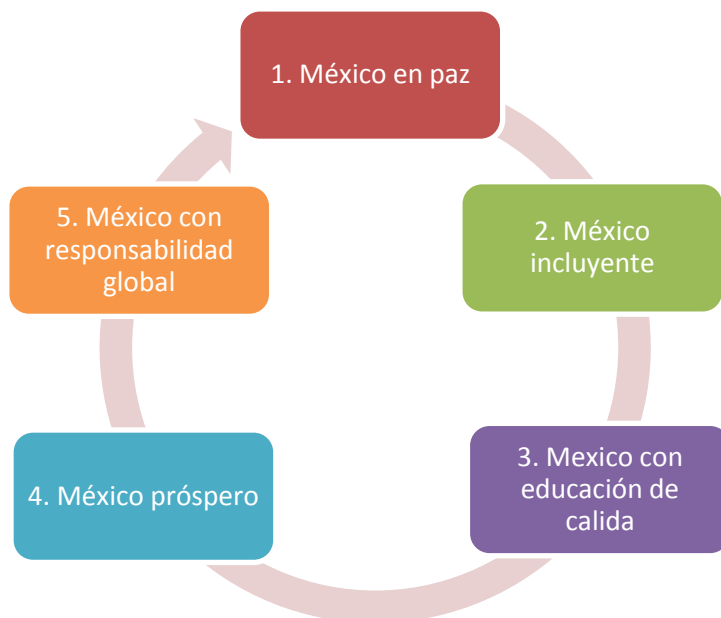 1. México en paz
2. México
incluyente
3. Mexico con
educación de
calida
4. México próspero
5. México con
responsabilidad
global